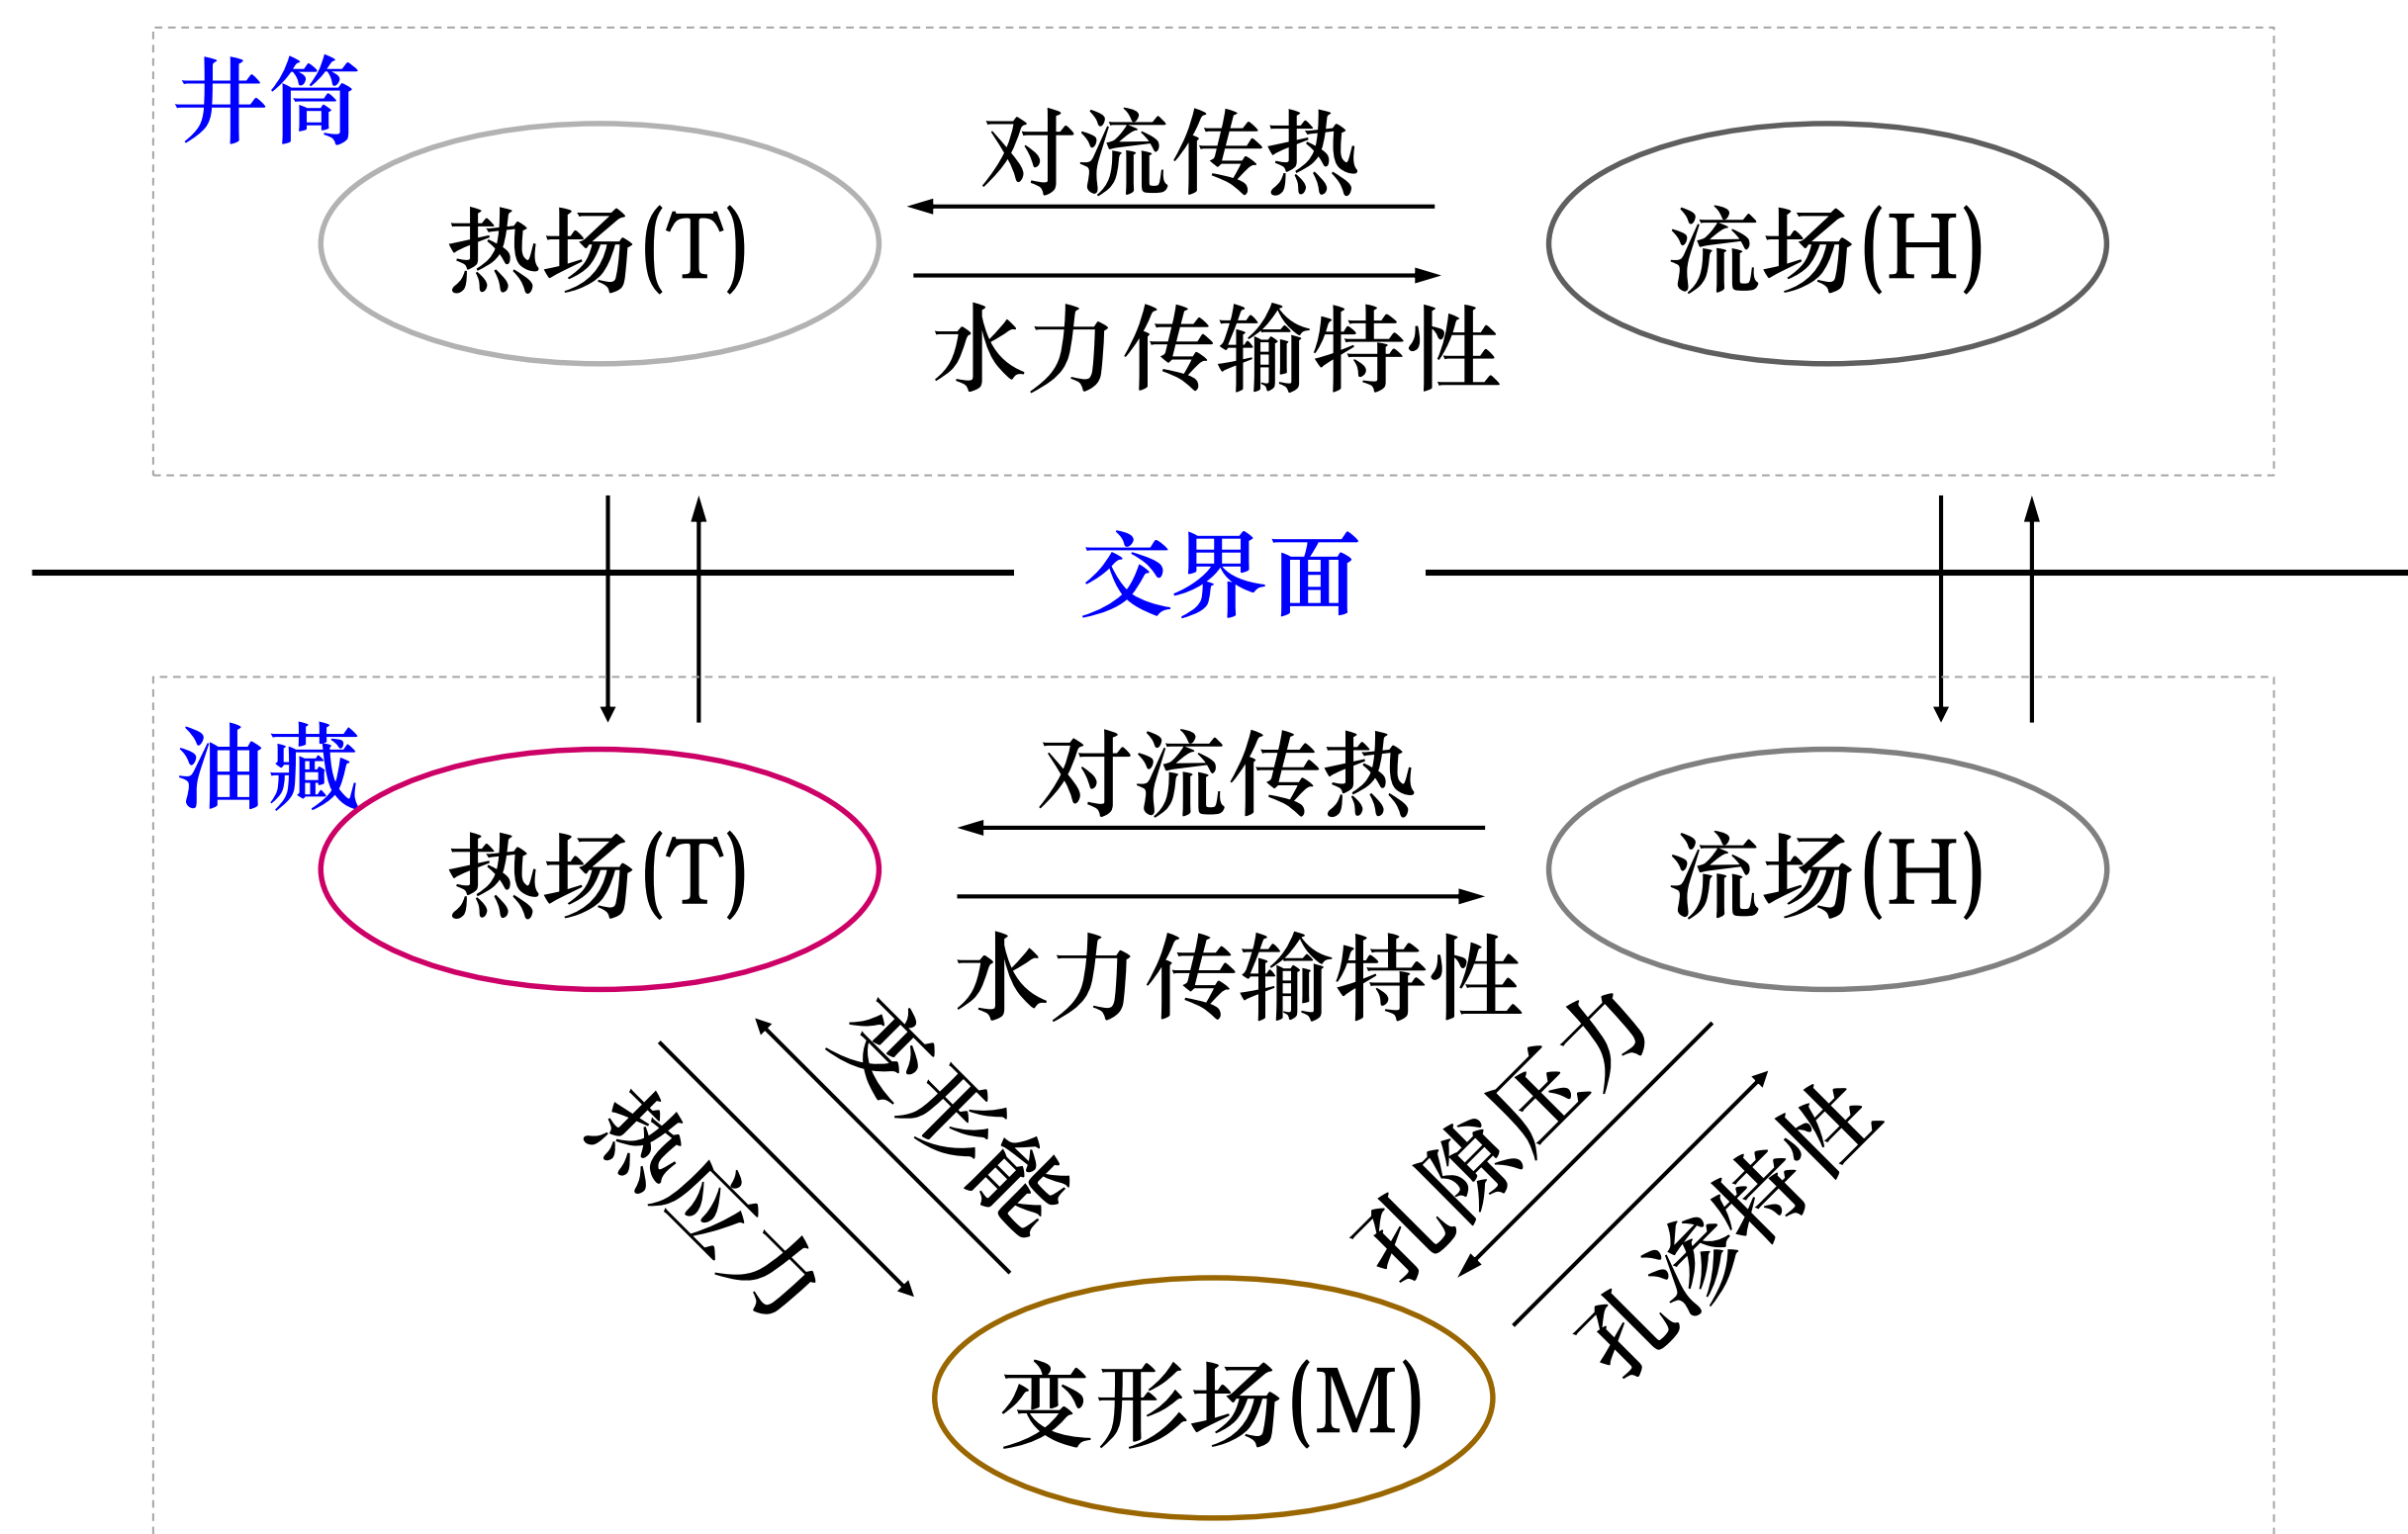 井筒
对流传热
热场(T)
流场(H)
水力传输特性
交界面
油藏
对流传热
热场(T)
流场(H)
水力传输特性
热应力
变形能
孔隙压力
孔渗特性
变形场(M)